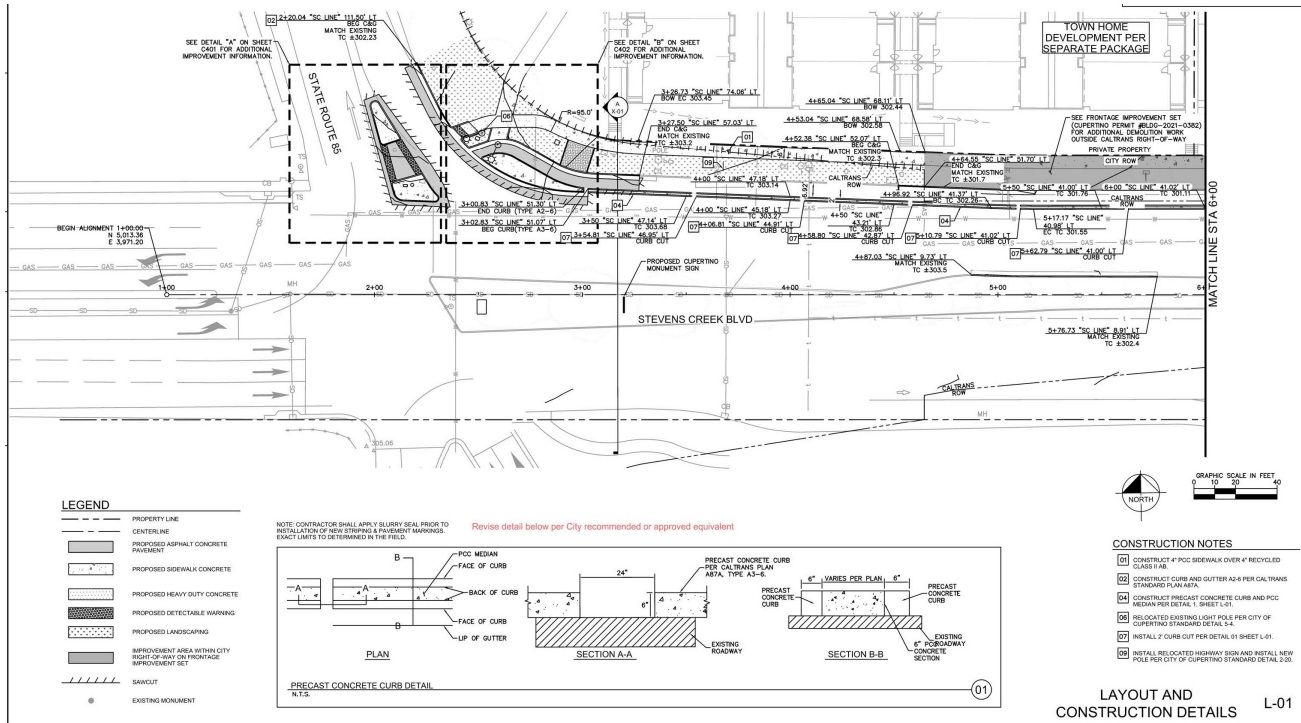 02
2+20.04 "SC LINE" 111.50' LT
BEG C&G
MATCH EXISTING
TC ±302.23
SEE DETAIL "A" ON SHEET
C401 FOR ADDITIONAL
IMPROVEMENT INFORMATION.
SEE DETAIL "B" ON SHEET
C402 FOR ADDITIONAL
IMPROVEMENT INFORMATION.
TOWN HOME
DEVELOPMENT PER
SEPARATE PACKAGE
STATE ROUTE 85
06
R=95.0'
A
X-01
3+26.73 "SC LINE" 74.06' LT
BOW EC 303.45
3+27.50 "SC LINE" 57.03' LT
END C&G
MATCH EXISTING
TC ±303.2
01
09
4+65.04 "SC LINE" 68.11' LT
BOW 302.44
4+53.04 "SC LINE" 68.58' LT
BOW 302.58
4+52.38 "SC LINE" 52.07' LT
BEG C&G
MATCH EXISTING
TC ±302.3
CALTRANS
ROW
SEE FRONTAGE IMPROVEMENT SET
(CUPERTINO PERMIT #BLDG-2021-0382)
FOR ADDITIONAL DEMOLITION WORK
OUTSIDE CALTRANS RIGHT-OF-WAY
PRIVATE PROPERTY
CITY ROW
4+64.55 "SC LINE" 51.70' LT
END C&G
MATCH EXISTING
TC ±301.7
4+00 "SC LINE" 47.18' LT
TC 303.14
6.92'
2'
4+96.92 "SC LINE" 41.37' LT
BC TC 302.26
5+50 "SC LINE" 41.00' LT
TC 301.76
6+00 "SC LINE" 41.02' LT
TC 301.11
CALTRANS
ROW
3+00.83 "SC LINE" 51.30' LT
END CURB (TYPE A2-6)
3+02.83 "SC LINE" 51.07' LT
BEG CURB(TYPE A3-6)
04
3+50 "SC LINE" 47.14' LT
TC 303.68
07 3+54.81 "SC LINE" 46.95' LT
CURB CUT
4+00 "SC LINE" 45.18' LT
TC 303.27
07 4+06.81 "SC LINE" 44.91' LT
CURB CUT
4+50 "SC LINE"
43.21' LT
TC 302.86
07 4+58.80 "SC LINE" 42.87' LT
CURB CUT
04
07 5+10.79 "SC LINE" 41.02' LT
CURB CUT
5+17.17 "SC LINE"
40.98' LT
EC TC 301.55
07 5+62.79 "SC LINE" 41.00' LT
CURB CUT
4+87.03 "SC LINE" 9.73' LT
MATCH EXISTING
TC ±303.5
BEGIN ALIGNMENT 1+00.00
N 5,013.36
E 3,971.20
GAS GAS GAS GAS GAS GAS
PROPOSED CUPERTINO
MONUMENT SIGN
1+00
2+00
3+00
4+00
5+00
MH
STEVENS CREEK BLVD
5+76.73 "SC LINE" 8.91' LT
MATCH EXISTING
TC ±302.4
MATCH LINE STA 6+00
CALTRANS
ROW
CB
MH
305.06
LEGEND
PROPERTY LINE
CENTERLINE
PROPOSED ASPHALT CONCRETE
PAVEMENT
PROPOSED SIDEWALK CONCRETE
PROPOSED HEAVY DUTY CONCRETE
PROPOSED DETECTABLE WARNING
PROPOSED LANDSCAPING
IMPROVEMENT AREA WITHIN CITY
RIGHT-OF-WAY ON FRONTAGE
IMPROVEMENT SET
SAWCUT
EXISTING MONUMENT
NOTE: CONTRACTOR SHALL APPLY SLURRY SEAL PRIOR TO
INSTALLATION OF NEW STRIPING & PAVEMENT MARKINGS.
EXACT LIMITS TO DETERMINED IN THE FIELD.
Revise detail below per City recommended or approved equivalent
B
PCC MEDIAN
FACE OF CURB
A
A
BACK OF CURB
FACE OF CURB
B
LIP OF GUTTER
PLAN
24"
6"
PRECAST CONCRETE CURB
PER CALTRANS PLAN
A87A, TYPE A3-6.
EXISTING
ROADWAY
SECTION A-A
6"
VARIES PER PLAN
6"
PRECAST
CONCRETE
CURB
PRECAST
CONCRETE
CURB
EXISTING
ROADWAY
6" PCC
CONCRETE
SECTION
SECTION B-B
PRECAST CONCRETE CURB DETAIL
N.T.S.
01
NORTH
GRAPHIC SCALE IN FEET
0 10 20 40
CONSTRUCTION NOTES
01 CONSTRUCT 4" PCC SIDEWALK OVER 4" RECYCLED
CLASS II AB.
02 CONSTRUCT CURB AND GUTTER A2-6 PER CALTRANS
STANDARD PLAN A87A.
04 CONSTRUCT PRECAST CONCRETE CURB AND PCC
MEDIAN PER DETAIL 1, SHEET L-01.
06 RELOCATED EXISTING LIGHT POLE PER CITY OF
CUPERTINO STANDARD DETAIL 5-4.
07 INSTALL 2' CURB CUT PER DETAIL 01 SHEET L-01.
09 INSTALL RELOCATED HIGHWAY SIGN AND INSTALL NEW
POLE PER CITY OF CUPERTINO STANDARD DETAIL 2-20.
LAYOUT AND
CONSTRUCTION DETAILS
L-01